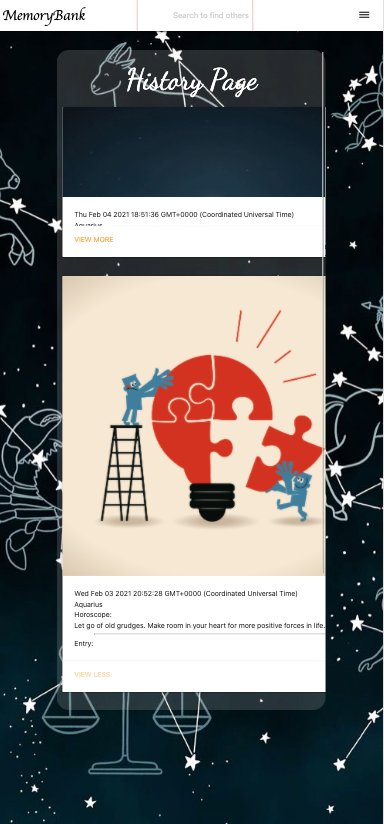 MemoryBank
Search to find others
History Page
Thu Feb 04 2021 18:51:36 GMT+0000 (Coordinated Universal Time)
Aquarius
VIEW MORE
Wed Feb 03 2021 20:52:28 GMT+0000 (Coordinated Universal Time)
Aquarius
Horoscope:
Let go of old grudges. Make room in your heart for more positive forces in life.
Entry:
VIEW LESS